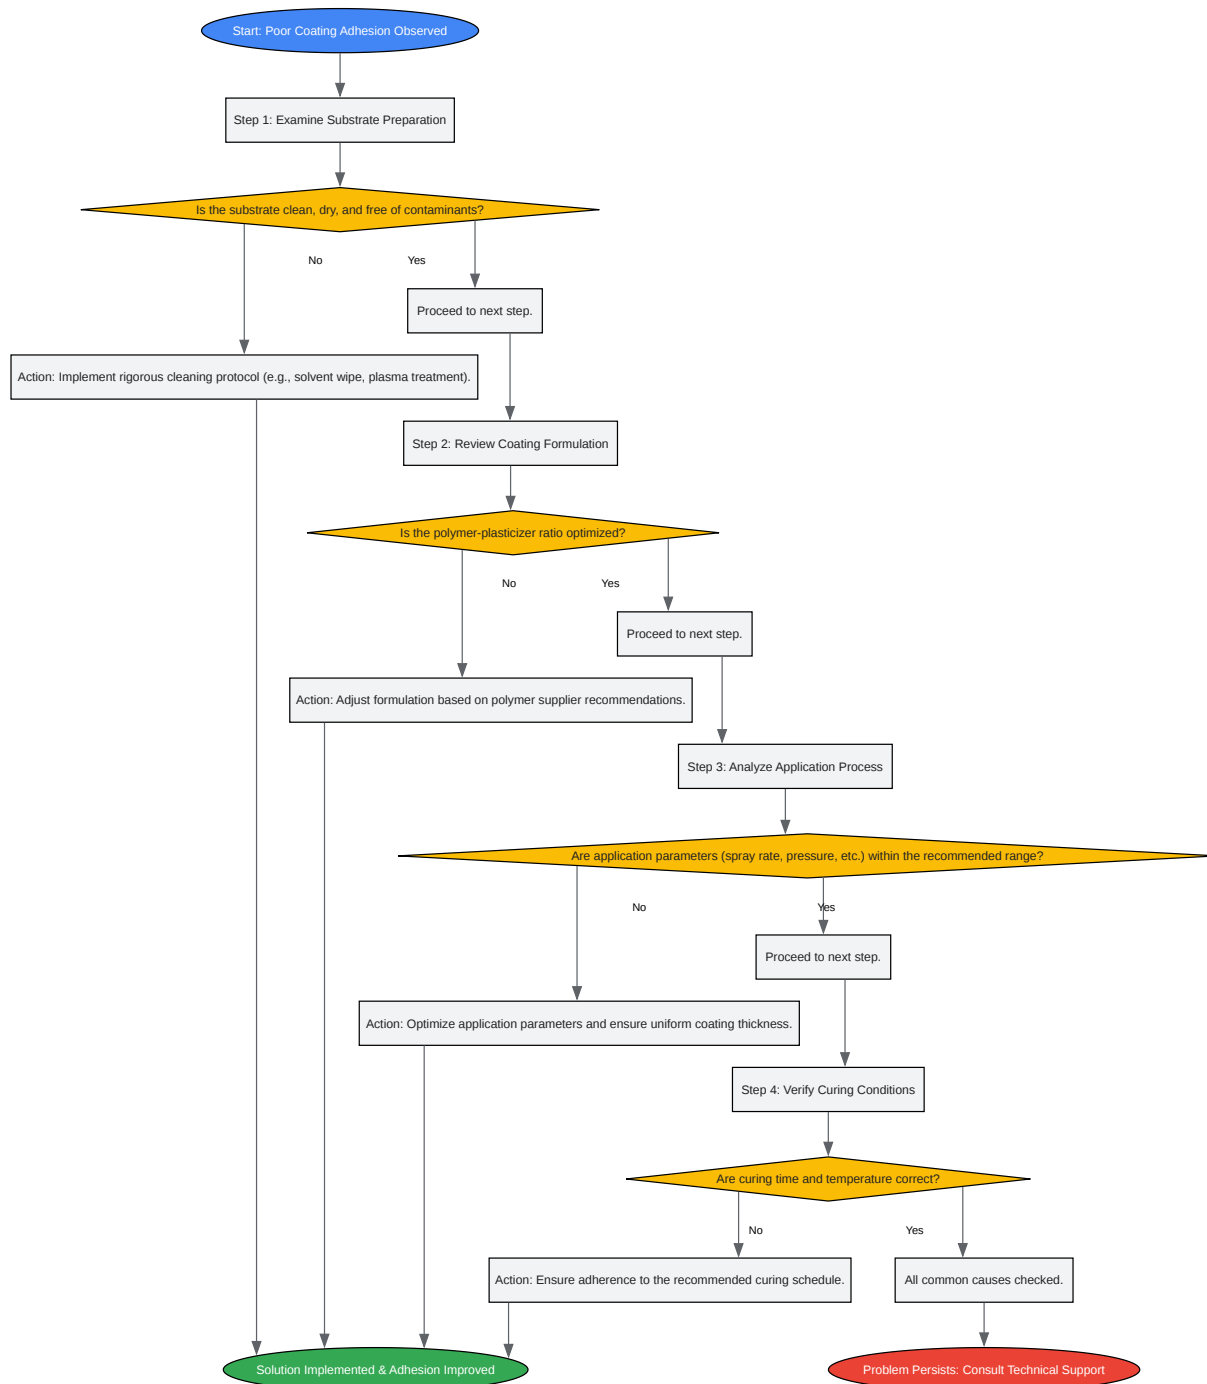 Start: Poor Coating Adhesion Observed
Step 1: Examine Substrate Preparation
Is the substrate clean, dry, and free of contaminants?
No
Yes
Proceed to next step.
Action: Implement rigorous cleaning protocol (e.g., solvent wipe, plasma treatment).
Step 2: Review Coating Formulation
Is the polymer-plasticizer ratio optimized?
No
Yes
Proceed to next step.
Action: Adjust formulation based on polymer supplier recommendations.
Step 3: Analyze Application Process
Are application parameters (spray rate, pressure, etc.) within the recommended range?
No
Yes
Proceed to next step.
Action: Optimize application parameters and ensure uniform coating thickness.
Step 4: Verify Curing Conditions
Are curing time and temperature correct?
No
Yes
Action: Ensure adherence to the recommended curing schedule.
All common causes checked.
Solution Implemented & Adhesion Improved
Problem Persists: Consult Technical Support